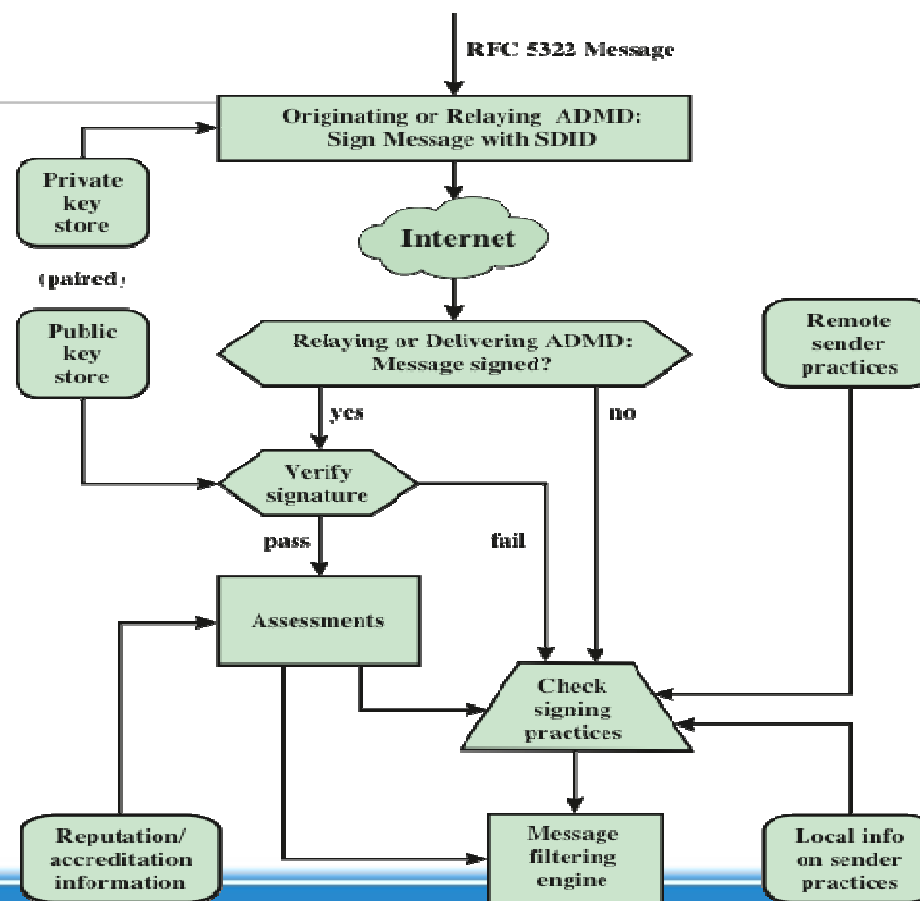 RFC 5322 Message
Originating or Relaying ADMD:
Sign Message with SDID
Private
key
store
Internet
(paired)
Public
key
store
Relaying or Delivering ADMD:
Message signed?
Remote
sender
practices
yes
no
Verify
signature
pass
fail
Assessments
Check
signing
practices
Reputation/
accreditation
information
Message
filtering
engine
Local info
on sender
practices